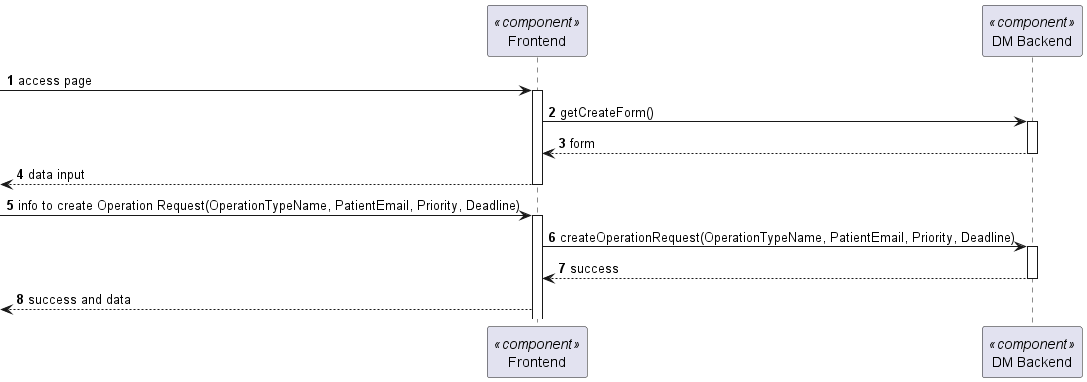 «component» «component»
Frontend DM Backend
1 access page
2 getCreateForm()
3 form
4 data input
5 info to create Operation Request(OperationTypeName, PatientEmail, Priority, Deadline)
6 createOperationRequest(OperationTypeName, PatientEmail, Priority, Deadline)
7 success
8 success and data
«component» «component»
Frontend DM Backend